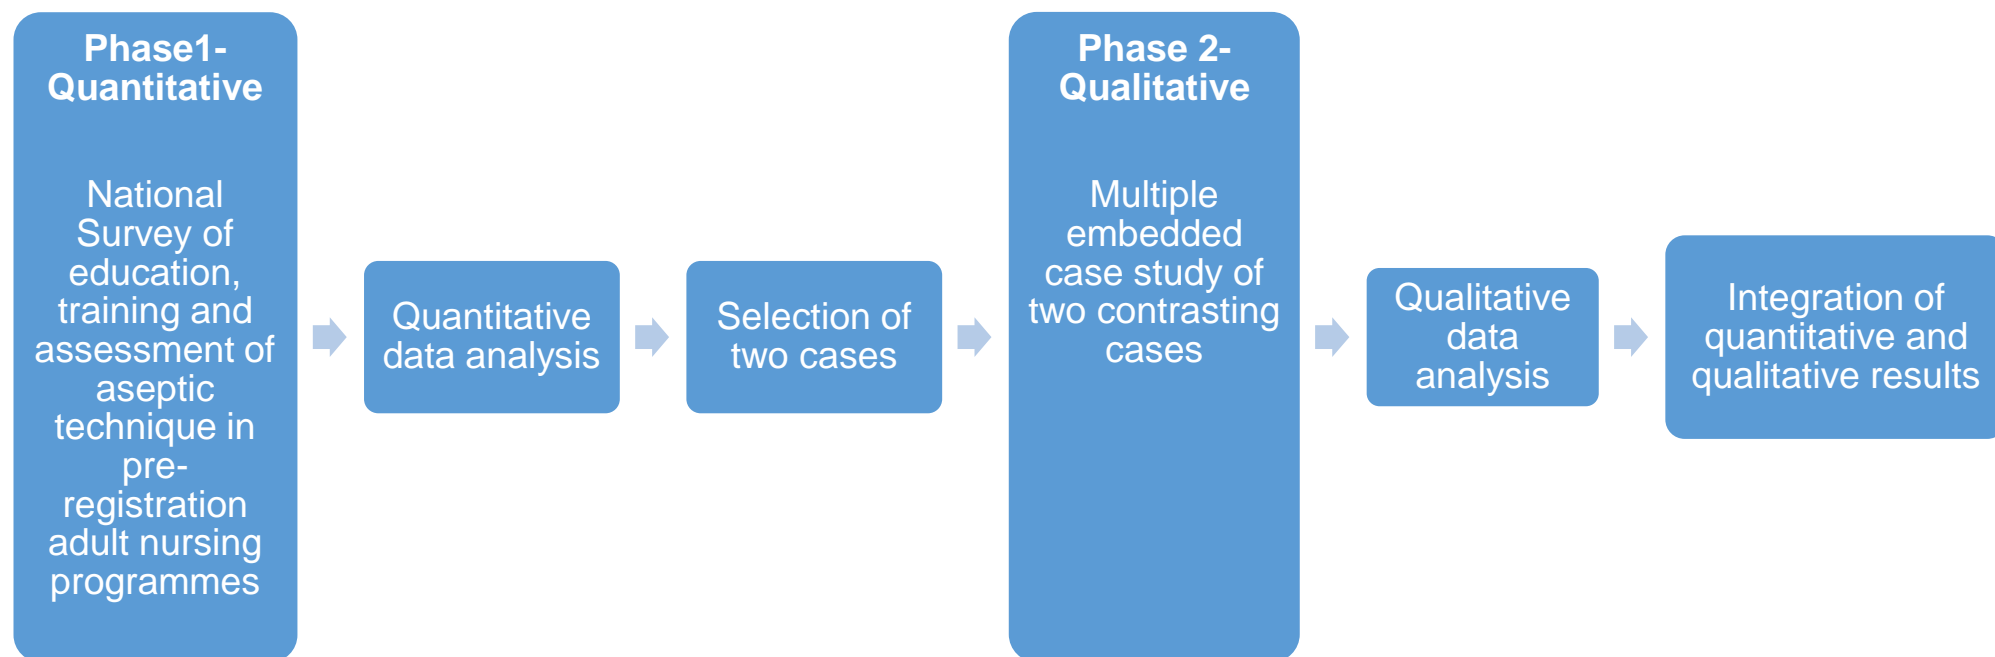 Phase1-
Quantitative
National
Survey of
education,
training and
assessment of
aseptic
technique in
pre-
registration
adult nursing
programmes
Quantitative
data analysis
Selection of
two cases
Phase 2-
Qualitative
Multiple
embedded
case study of
two contrasting
cases
Qualitative
data
analysis
Integration of
quantitative and
qualitative results